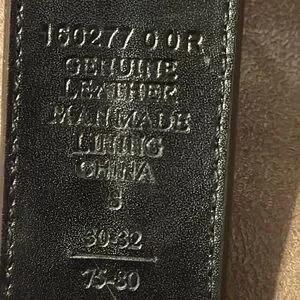 160277 00R
GENUINE
LEATHER
MANMADE
LINING
CHINA
S
30-32
75-80